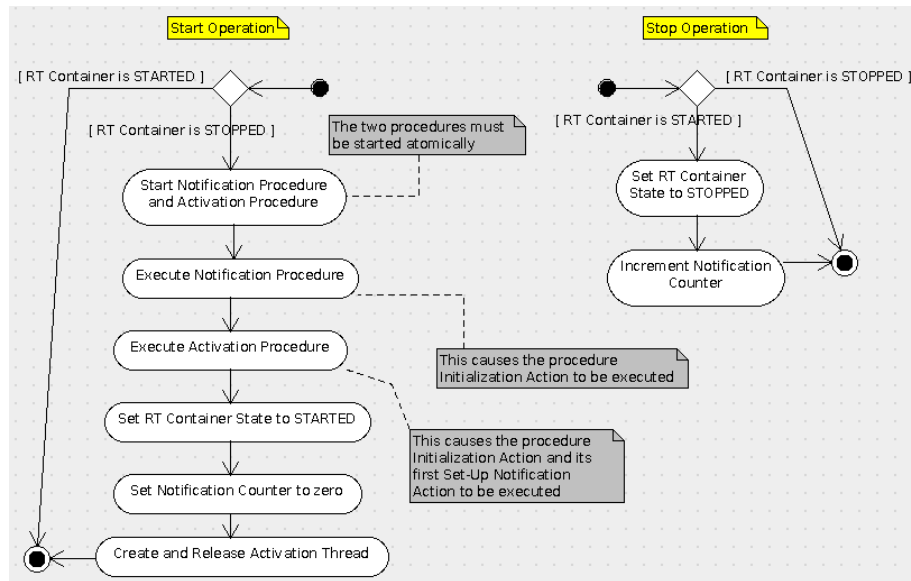 Start Operation
[ RT Container is STARTED ]
[ RT Container is STOPPED ]
The two procedures must
be started atomically
Start Notification Procedure
and Activation Procedure
Execute Notification Procedure
This causes the procedure
Initialization Action to be executed
Execute Activation Procedure
This causes the procedure
Initialization Action and its
first Set-Up Notification
Action to be executed
Set RT Container State to STARTED
Set Notification Counter to zero
Create and Release Activation Thread
Stop Operation
[ RT Container is STOPPED ]
[ RT Container is STARTED ]
Set RT Container
State to STOPPED
Increment Notification
Counter